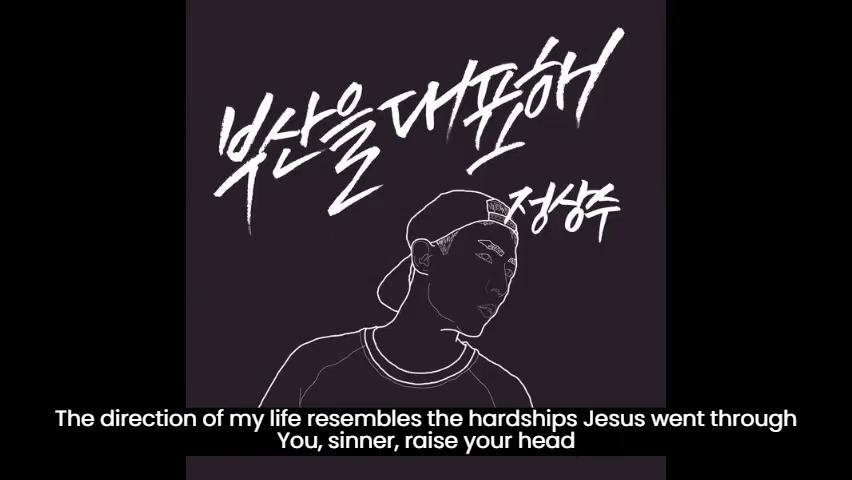 부산을대표해
정상주
The direction of my life resembles the hardships Jesus went through
You, sinner, raise your head